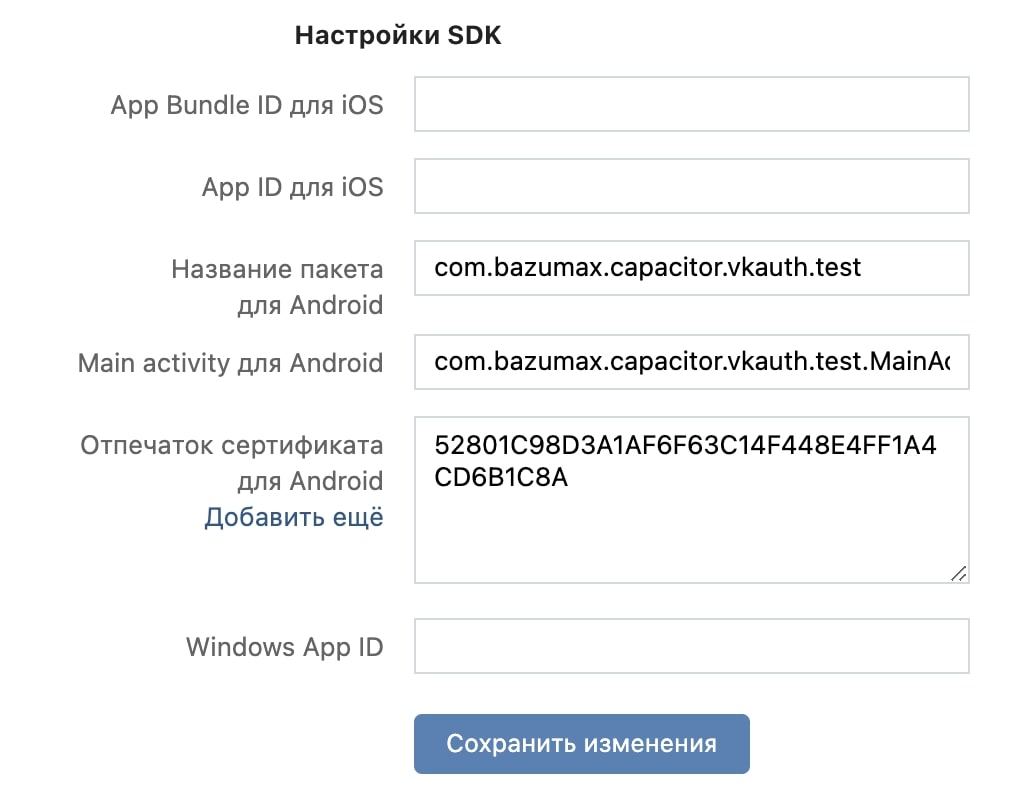 Настройки SDK
App Bundle ID для iOS
App ID для iOS
Название пакета
для Android
com.bazumax.capacitor.vkauth.test
Main activity для Android
com.bazumax.capacitor.vkauth.test.MainAc
Отпечаток сертификата
для Android
Добавить ещё
52801C98D3A1AF6F63C14F448E4FF1A4
CD6B1C8A
Windows App ID
Сохранить изменения